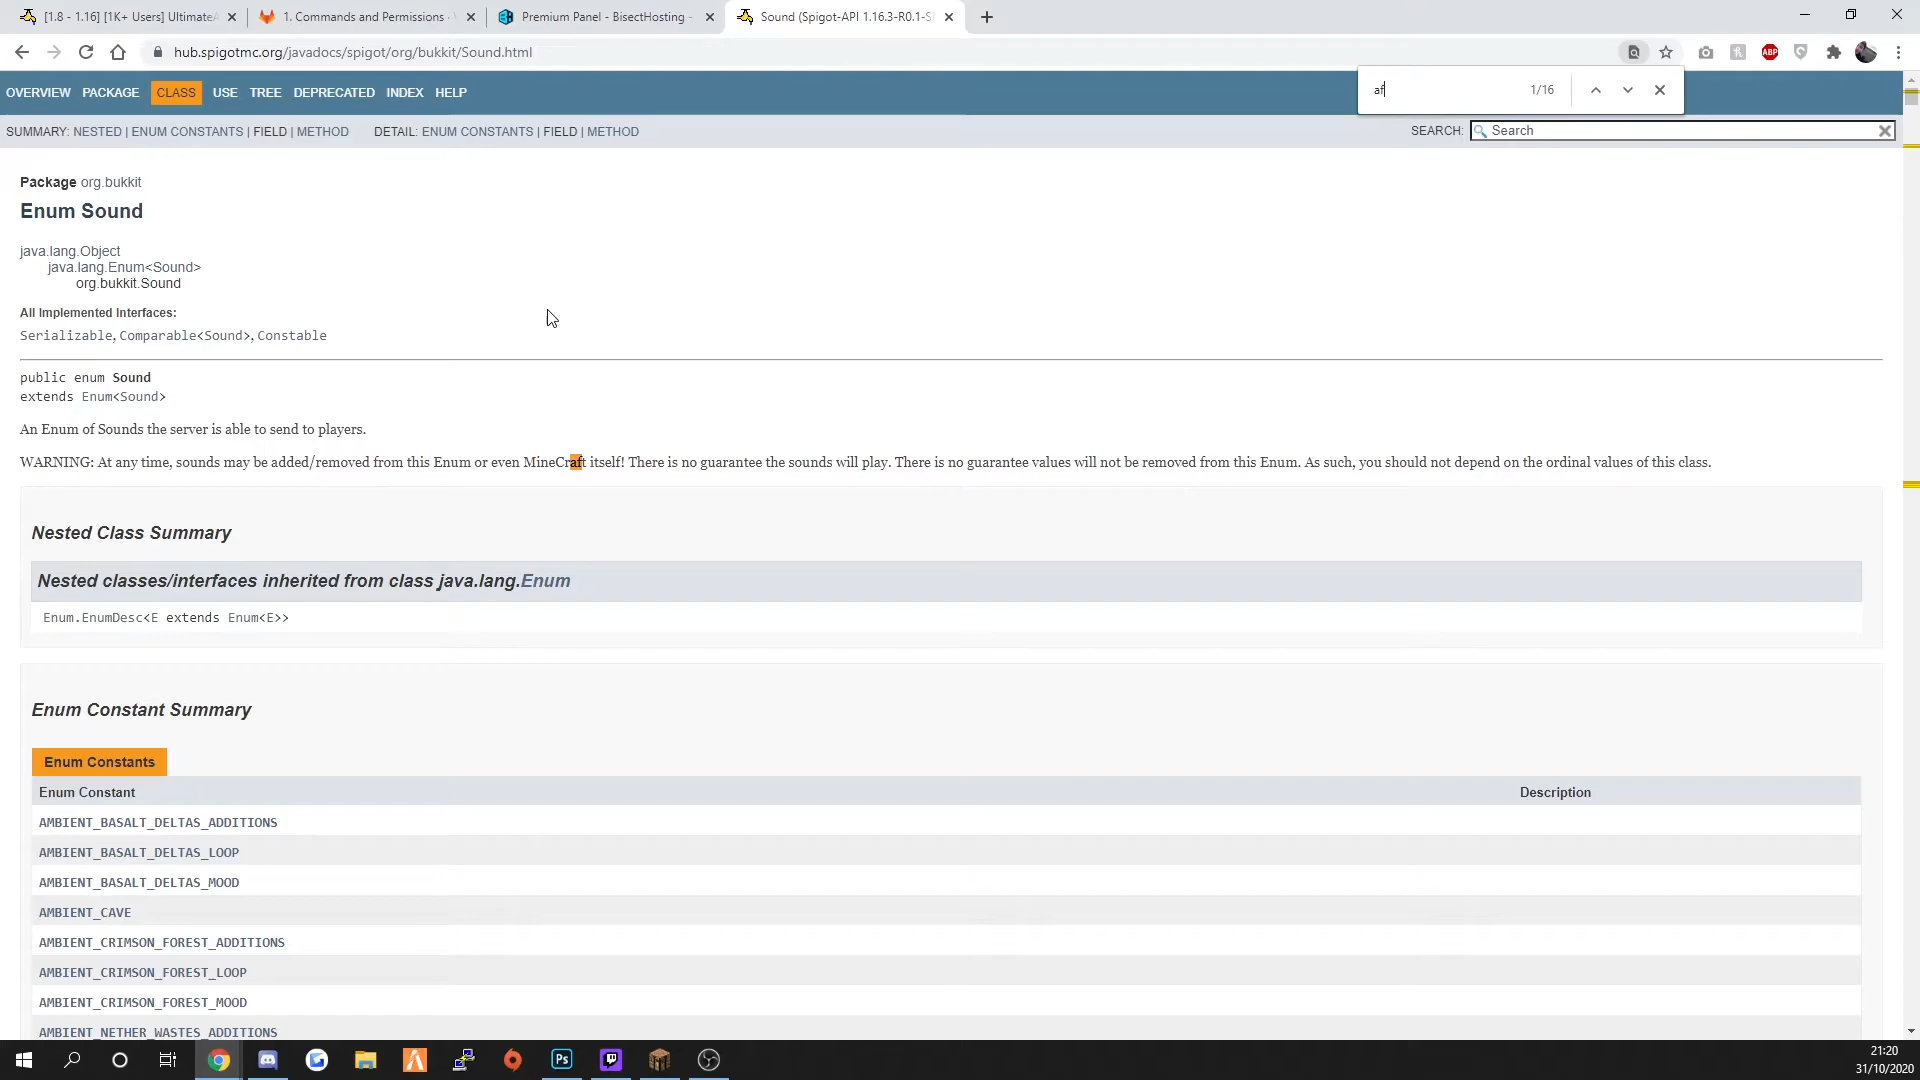 [1.8 - 1.16] [1K+ Users] UltimateA
1. Commands and Permissions ·
Premium Panel - BisectHosting -
Sound (Spigot-API 1.16.3-R0.1-S
hub.spigotmc.org/javadocs/spigot/org/bukkit/Sound.html
ABP
af
1/16
OVERVIEW PACKAGE CLASS USE TREE DEPRECATED INDEX HELP
SUMMARY: NESTED | ENUM CONSTANTS | FIELD | METHOD DETAIL: ENUM CONSTANTS | FIELD | METHOD
SEARCH: Search
Package org.bukkit
Enum Sound
java.lang.Object
java.lang.Enum<Sound>
org.bukkit.Sound
All Implemented Interfaces:
Serializable, Comparable<Sound>, Constable
public enum Sound
extends Enum<Sound>
An Enum of Sounds the server is able to send to players.
WARNING: At any time, sounds may be added/removed from this Enum or even MineCraft itself! There is no guarantee the sounds will play. There is no guarantee values will not be removed from this Enum. As such, you should not depend on the ordinal values of this class.
Nested Class Summary
Nested classes/interfaces inherited from class java.lang.Enum
Enum.EnumDesc<E extends Enum<E>>
Enum Constant Summary
Enum Constants
Enum Constant Description
AMBIENT_BASALT_DELTAS_ADDITIONS
AMBIENT_BASALT_DELTAS_LOOP
AMBIENT_BASALT_DELTAS_MOOD
AMBIENT_CAVE
AMBIENT_CRIMSON_FOREST_ADDITIONS
AMBIENT_CRIMSON_FOREST_LOOP
AMBIENT_CRIMSON_FOREST_MOOD
AMBIENT_NETHER_WASTES_ADDITIONS
Ps
21:20
31/10/2020